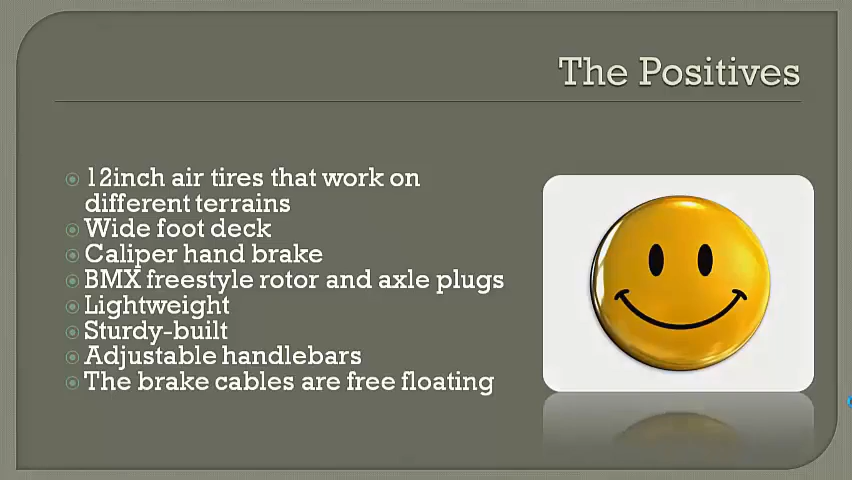 The Positives
12inch air tires that work on
different terrains
Wide foot deck
Caliper hand brake
BMX freestyle rotor and axle plugs
Lightweight
Sturdy-built
Adjustable handlebars
The brake cables are free floating